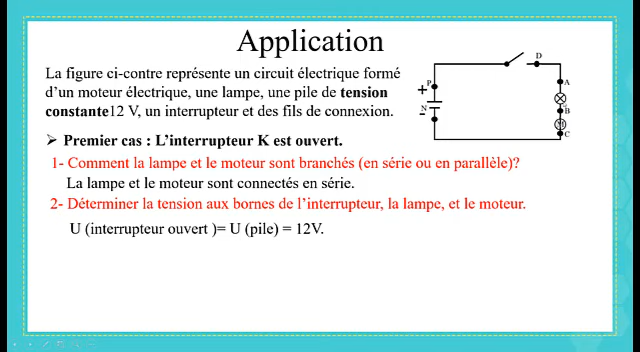 Application
La figure ci-contre représente un circuit électrique formé
d'un moteur électrique, une lampe, une pile de tension
constante12 V, un interrupteur et des fils de connexion.
➢ Premier cas : L'interrupteur K est ouvert.
1- Comment la lampe et le moteur sont branchés (en série ou en parallèle)?
La lampe et le moteur sont connectés en série.
2- Déterminer la tension aux bornes de l'interrupteur, la lampe, et le moteur.
U (interrupteur ouvert )= U (pile) = 12V.
D
P
A
+
N
B
-
M
C